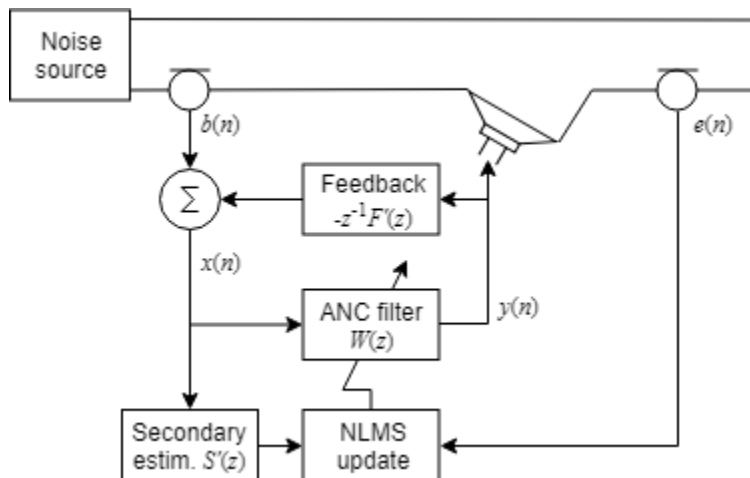 Noise
source
b(n)
e(n)
Σ
Feedback
-z⁻¹F'(z)
x(n)
ANC filter
W(z)
y(n)
Secondary
estim. S'(z)
NLMS
update